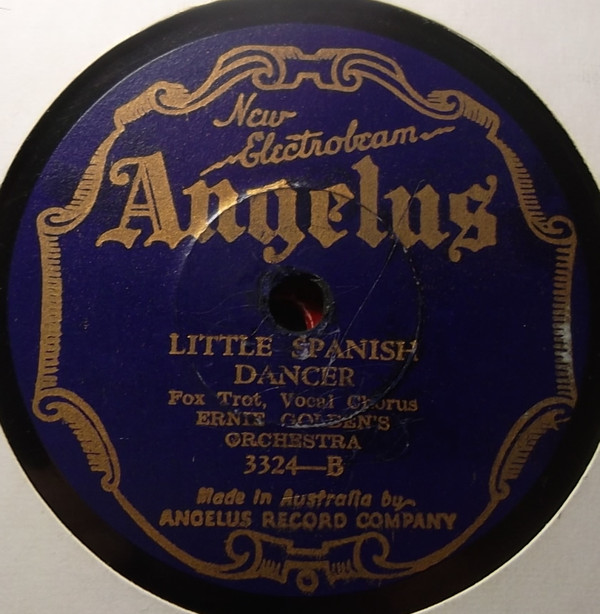 New
Electrobeam
Angelus
LITTLE SPANISH
DANCER
Fox Trot, Vocal Chorus
ERNIE GOLDEN'S
ORCHESTRA
3324—B
Made in Australia by
ANGELUS RECORD COMPANY